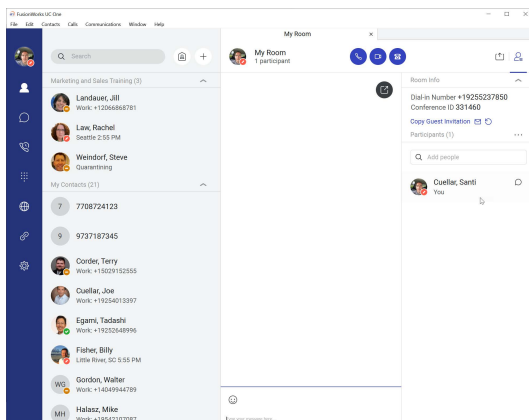 FusionWorks UC One
File Edit Contacts Calls Communications Window Help
My Room ×
Search
My Room
1 participant
Marketing and Sales Training (3)
Landauer, Jill
Work: +12066868781
Law, Rachel
Seattle 2:55 PM
Weindorf, Steve
Quarantining
My Contacts (21)
7 7708724123
9 9737187345
Corder, Terry
Work: +15029152555
Cuellar, Joe
Work: +19254013397
Egami, Tadashi
Work: +19252648996
Fisher, Billy
Little River, SC 5:55 PM
WG Gordon, Walter
Work: +14049944789
MH Halasz, Mike
Room info
Dial-in Number +19255237850
Conference ID 331460
Copy Guest Invitation
Participants (1)
Add people
Cuellar, Santi
You